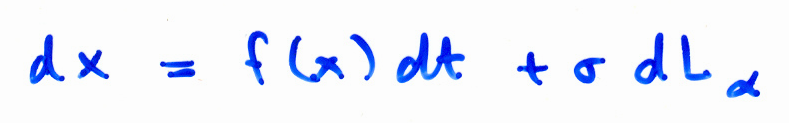 dx = f(x) dt + σ dL_α